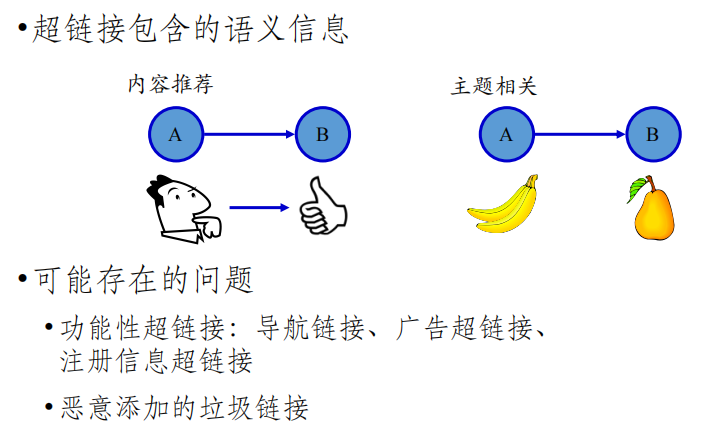 •超链接包含的语义信息
内容推荐
主题相关
A
B
A
B
•可能存在的问题
•功能性超链接：导航链接、广告超链接、
注册信息超链接
•恶意添加的垃圾链接